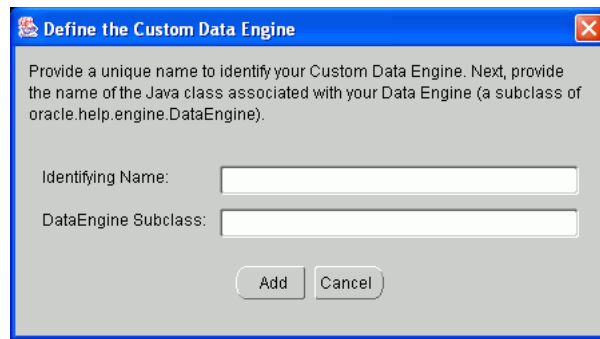 Define the Custom Data Engine
Provide a unique name to identify your Custom Data Engine. Next, provide
the name of the Java class associated with your Data Engine (a subclass of
oracle.help.engine.DataEngine).
Identifying Name:
DataEngine Subclass:
Add Cancel